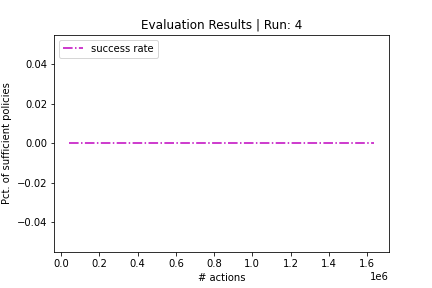 Evaluation Results | Run: 4
success rate
Pct. of sufficient policies
0.04
0.02
0.00
−0.02
−0.04
0.0 0.2 0.4 0.6 0.8 1.0 1.2 1.4 1.6
1e6
# actions